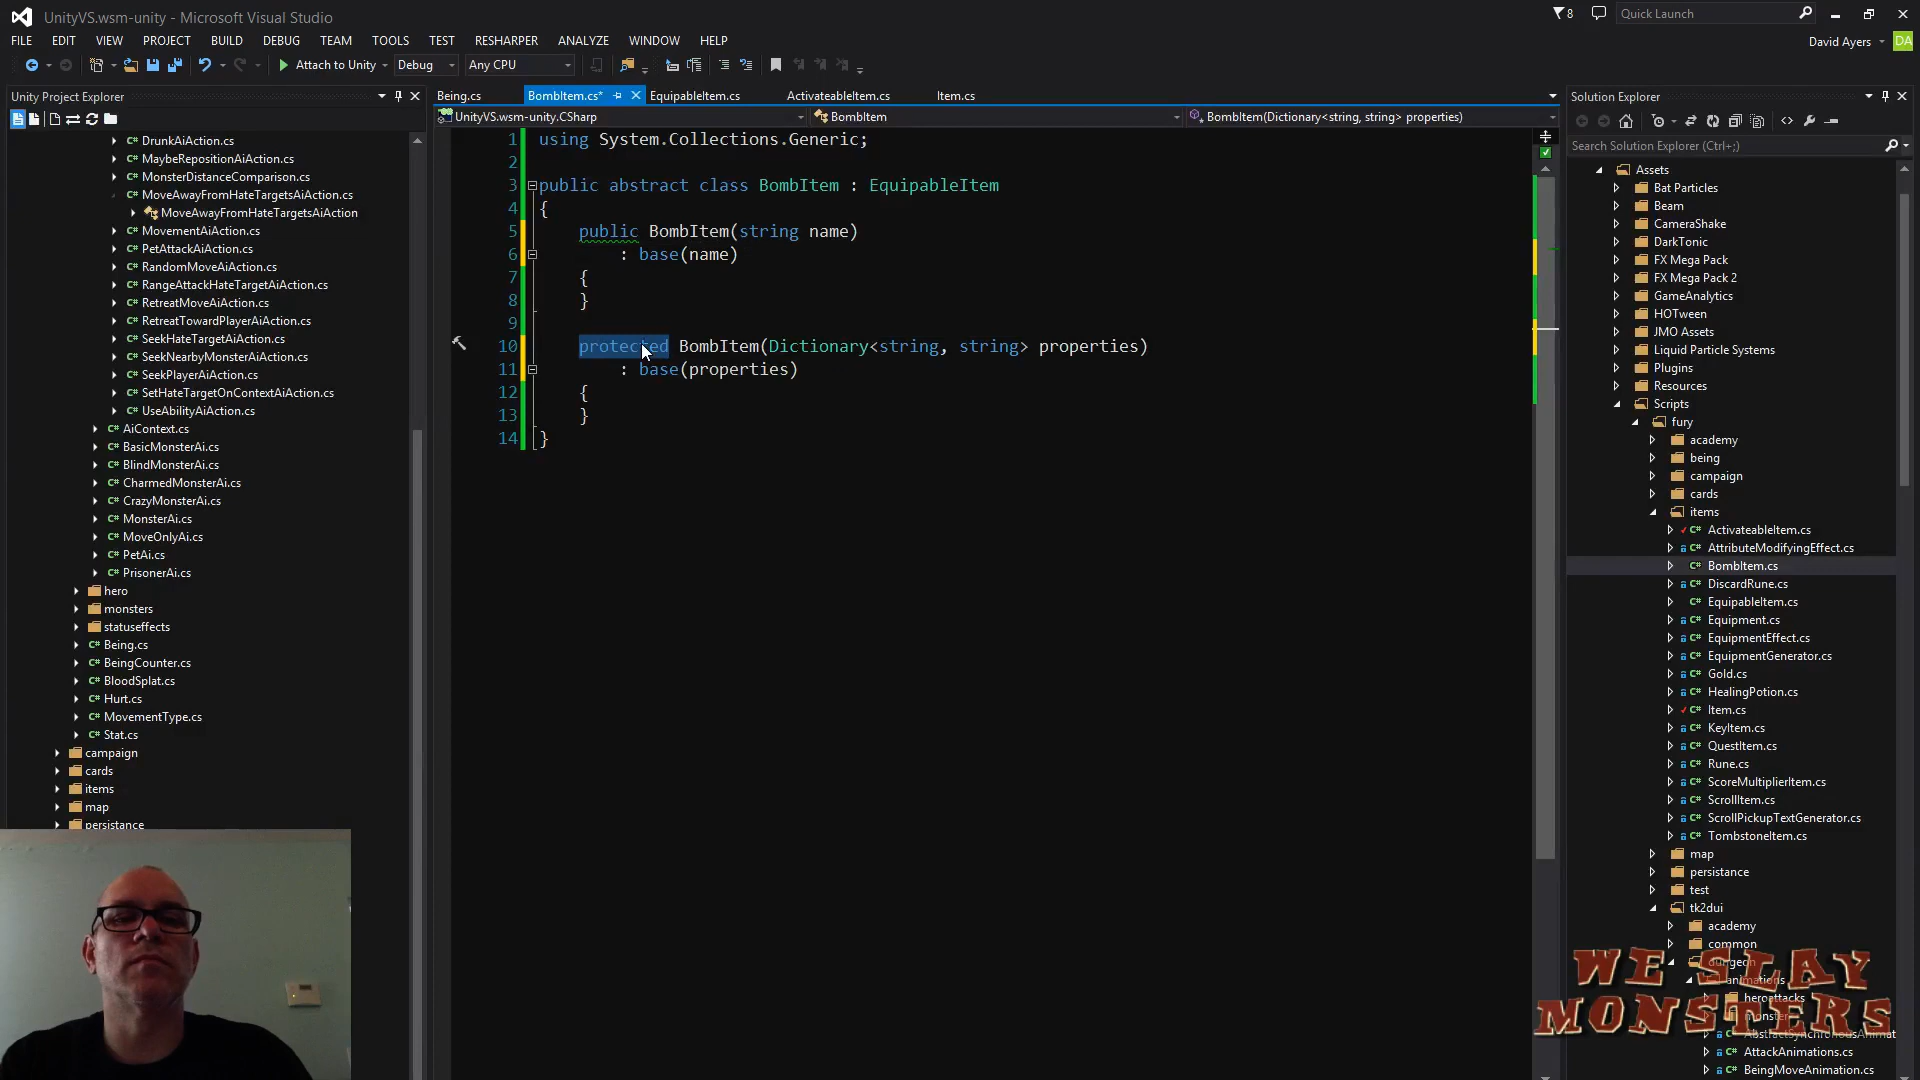 UnityVS.wsm-unity - Microsoft Visual Studio
8
Quick Launch
FILE EDIT VIEW PROJECT BUILD DEBUG TEAM TOOLS TEST RESHARPER ANALYZE WINDOW HELP
David Ayers
DA
Attach to Unity
Debug
Any CPU
Unity Project Explorer
DrunkAiAction.cs
MaybeRepositionAiAction.cs
MonsterDistanceComparison.cs
MoveAwayFromHateTargetsAiAction.cs
MoveAwayFromHateTargetsAiAction
MovementAiAction.cs
PetAttackAiAction.cs
RandomMoveAiAction.cs
RangeAttackHateTargetAiAction.cs
RetreatMoveAiAction.cs
RetreatTowardPlayerAiAction.cs
SeekHateTargetAiAction.cs
SeekNearbyMonsterAiAction.cs
SeekPlayerAiAction.cs
SetHateTargetOnContextAiAction.cs
UseAbilityAiAction.cs
AiContext.cs
BasicMonsterAi.cs
BlindMonsterAi.cs
CharmedMonsterAi.cs
CrazyMonsterAi.cs
MonsterAi.cs
MoveOnlyAi.cs
PetAi.cs
PrisonerAi.cs
hero
monsters
statuseffects
Being.cs
BeingCounter.cs
BloodSplat.cs
Hurt.cs
MovementType.cs
Stat.cs
campaign
cards
items
map
persistance
Being.cs BombItem.cs* EquipableItem.cs ActivateableItem.cs Item.cs
UnityVS.wsm-unity.CSharp BombItem BombItem(Dictionary<string, string> properties)
1 using System.Collections.Generic;
2
3 public abstract class BombItem : EquipableItem
4 {
5 public BombItem(string name)
6 : base(name)
7 {
8 }
9
10 protected BombItem(Dictionary<string, string> properties)
11 : base(properties)
12 {
13 }
14 }
Solution Explorer
Search Solution Explorer (Ctrl+;)
Assets
Bat Particles
Beam
CameraShake
DarkTonic
FX Mega Pack
FX Mega Pack 2
GameAnalytics
HOTween
JMO Assets
Liquid Particle Systems
Plugins
Resources
Scripts
fury
academy
being
campaign
cards
items
ActivateableItem.cs
AttributeModifyingEffect.cs
BombItem.cs
DiscardRune.cs
EquipableItem.cs
Equipment.cs
EquipmentEffect.cs
EquipmentGenerator.cs
Gold.cs
HealingPotion.cs
Item.cs
KeyItem.cs
QuestItem.cs
Rune.cs
ScoreMultiplierItem.cs
ScrollItem.cs
ScrollPickupTextGenerator.cs
TombstoneItem.cs
map
persistance
test
tk2dui
academy
common
dungeon
animations
heroattacks
AttackAnimations.cs
BeingMoveAnimation.cs
WE SLAY
MONSTERS